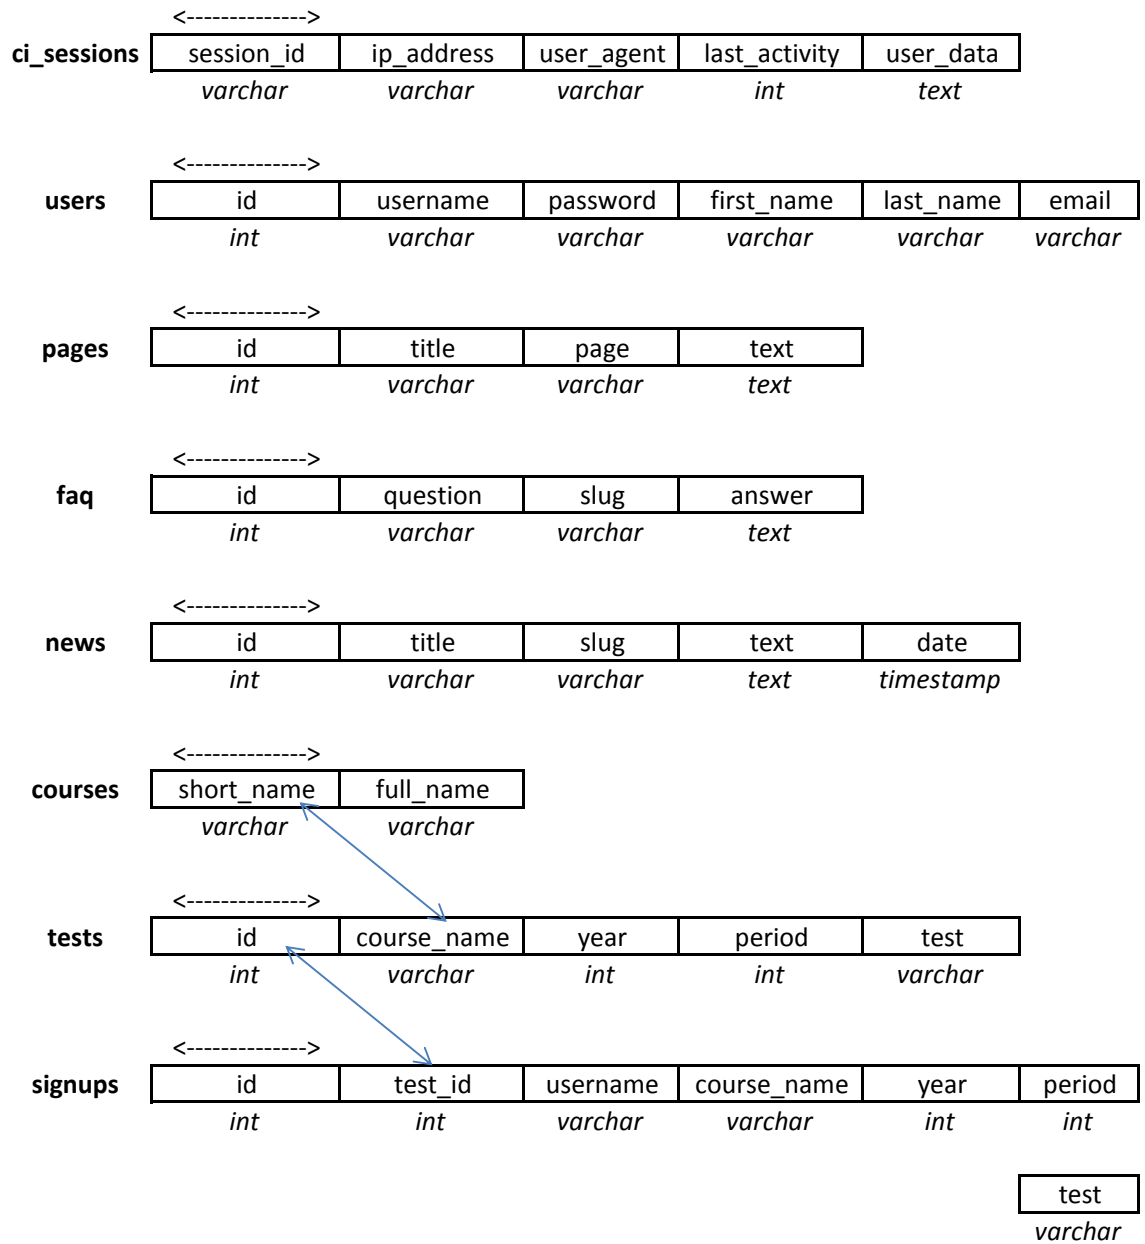 <-------------->
ci_sessions session_id ip_address user_agent last_activity user_data
varchar varchar varchar int text
<-------------->
users id username password first_name last_name email
int varchar varchar varchar varchar varchar
<-------------->
pages id title page text
int varchar varchar text
<-------------->
faq id question slug answer
int varchar varchar text
<-------------->
news id title slug text date
int varchar varchar text timestamp
<-------------->
courses short_name full_name
varchar varchar
<-------------->
tests id course_name year period test
int varchar int int varchar
<-------------->
signups id test_id username course_name year period
int int varchar varchar int int
test
varchar